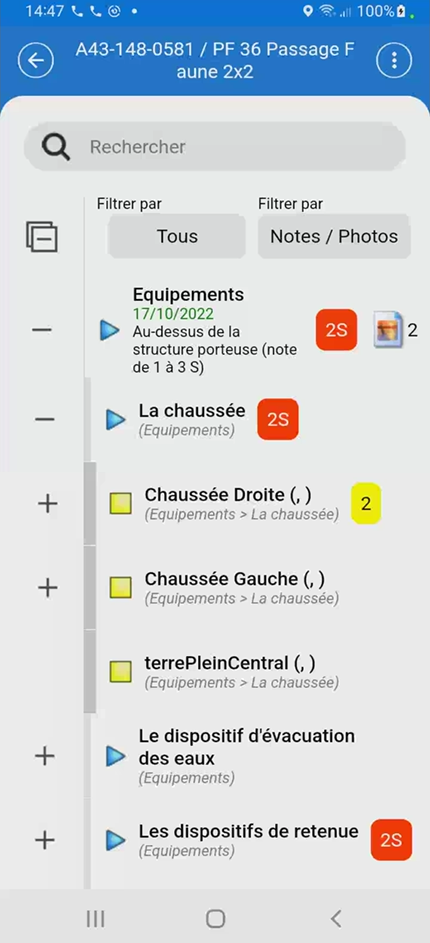 14:47
100%
A43-148-0581 / PF 36 Passage F
aune 2x2
Rechercher
Filtrer par
Filtrer par
Tous
Notes / Photos
Equipements
17/10/2022
Au-dessus de la
structure porteuse (note
de 1 à 3 S)
2S
2
La chaussée
(Equipements)
2S
Chaussée Droite (, )
(Equipements > La chaussée)
2
Chaussée Gauche (, )
(Equipements > La chaussée)
terrePleinCentral (, )
(Equipements > La chaussée)
Le dispositif d'évacuation
des eaux
(Equipements)
Les dispositifs de retenue
(Equipements)
2S